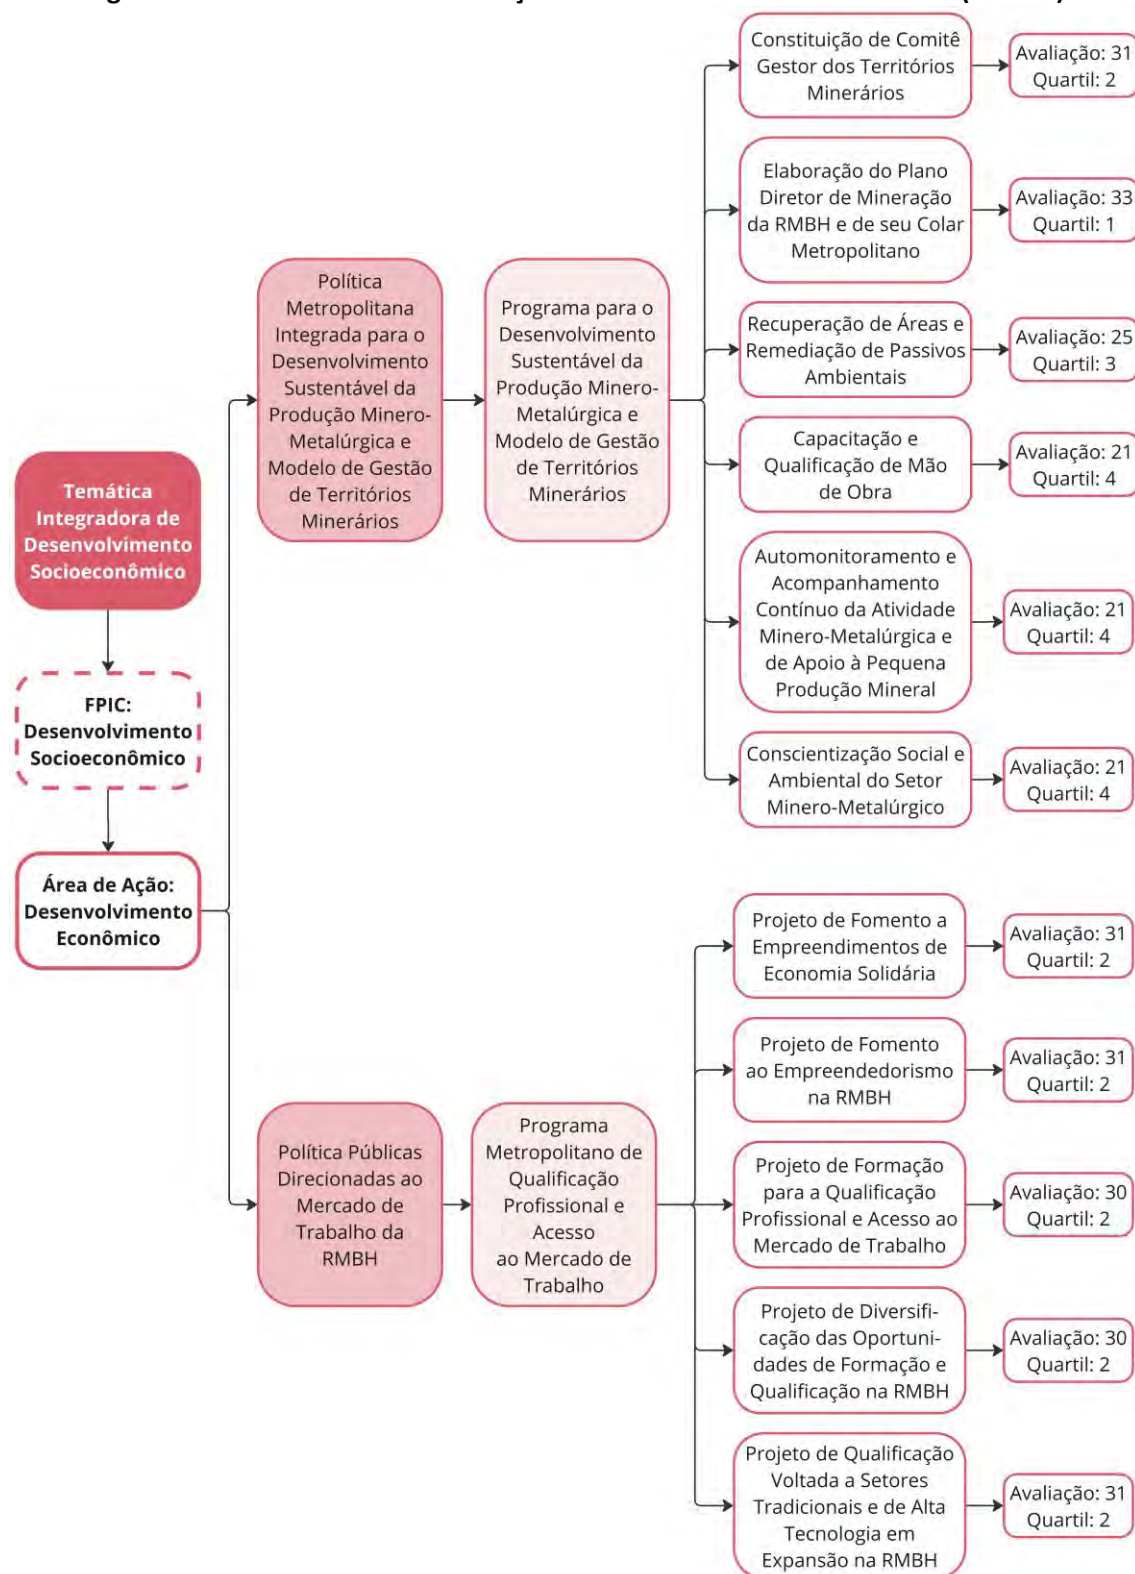 Temática
Integradora de
Desenvolvimento
Socioeconômico
FPIC:
Desenvolvimento
Socioeconômico
Área de Ação:
Desenvolvimento
Econômico
Política
Metropolitana
Integrada para o
Desenvolvimento
Sustentável da
Produção Minero-
Metalúrgica e
Modelo de Gestão
de Territórios
Minerários
Programa para o
Desenvolvimento
Sustentável da
Produção Minero-
Metalúrgica e
Modelo de Gestão
de Territórios
Minerários
Constituição de Comitê
Gestor dos Territórios
Minerários
Avaliação: 31
Quartil: 2
Elaboração do Plano
Diretor de Mineração
da RMBH e de seu Colar
Metropolitano
Avaliação: 33
Quartil: 1
Recuperação de Áreas e
Remediação de Passivos
Ambientais
Avaliação: 25
Quartil: 3
Capacitação e
Qualificação de Mão
de Obra
Avaliação: 21
Quartil: 4
Automonitoramento e
Acompanhamento
Contínuo da Atividade
Minero-Metalúrgica e
de Apoio à Pequena
Produção Mineral
Avaliação: 21
Quartil: 4
Conscientização Social e
Ambiental do Setor
Minero-Metalúrgico
Avaliação: 21
Quartil: 4
Política Públicas
Direcionadas ao
Mercado de
Trabalho da
RMBH
Programa
Metropolitano de
Qualificação
Profissional e
Acesso
ao Mercado de
Trabalho
Projeto de Fomento a
Empreendimentos de
Economia Solidária
Avaliação: 31
Quartil: 2
Projeto de Fomento
ao Empreendedorismo
na RMBH
Avaliação: 31
Quartil: 2
Projeto de Formação
para a Qualificação
Profissional e Acesso ao
Mercado de Trabalho
Avaliação: 30
Quartil: 2
Projeto de Diversifi-
cação das Oportuni-
dades de Formação e
Qualificação na RMBH
Avaliação: 30
Quartil: 2
Projeto de Qualificação
Voltada a Setores
Tradicionais e de Alta
Tecnologia em
Expansão na RMBH
Avaliação: 31
Quartil: 2